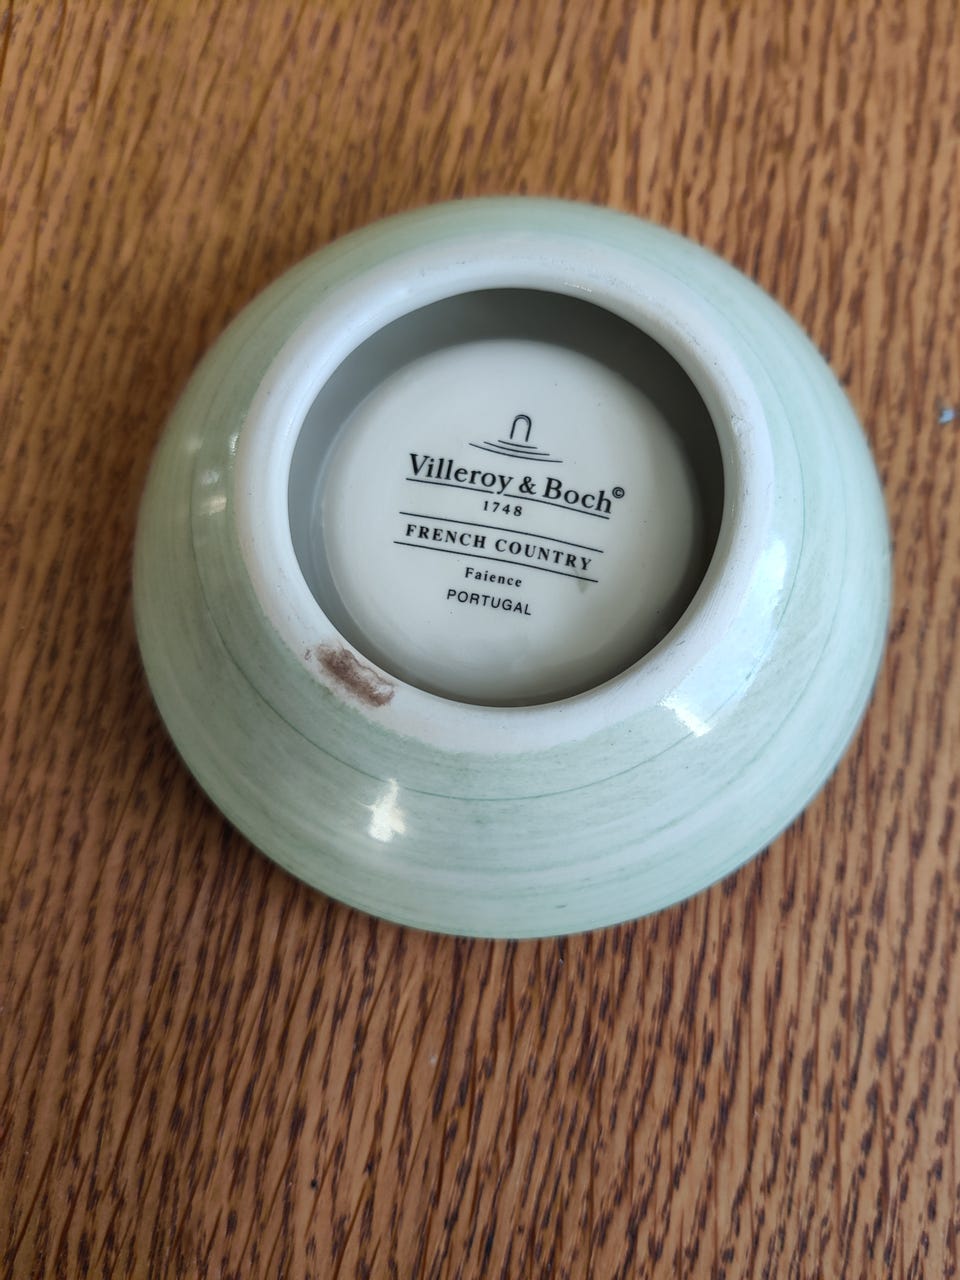 Villeroy & Boch©
1748
FRENCH COUNTRY
Faience
PORTUGAL